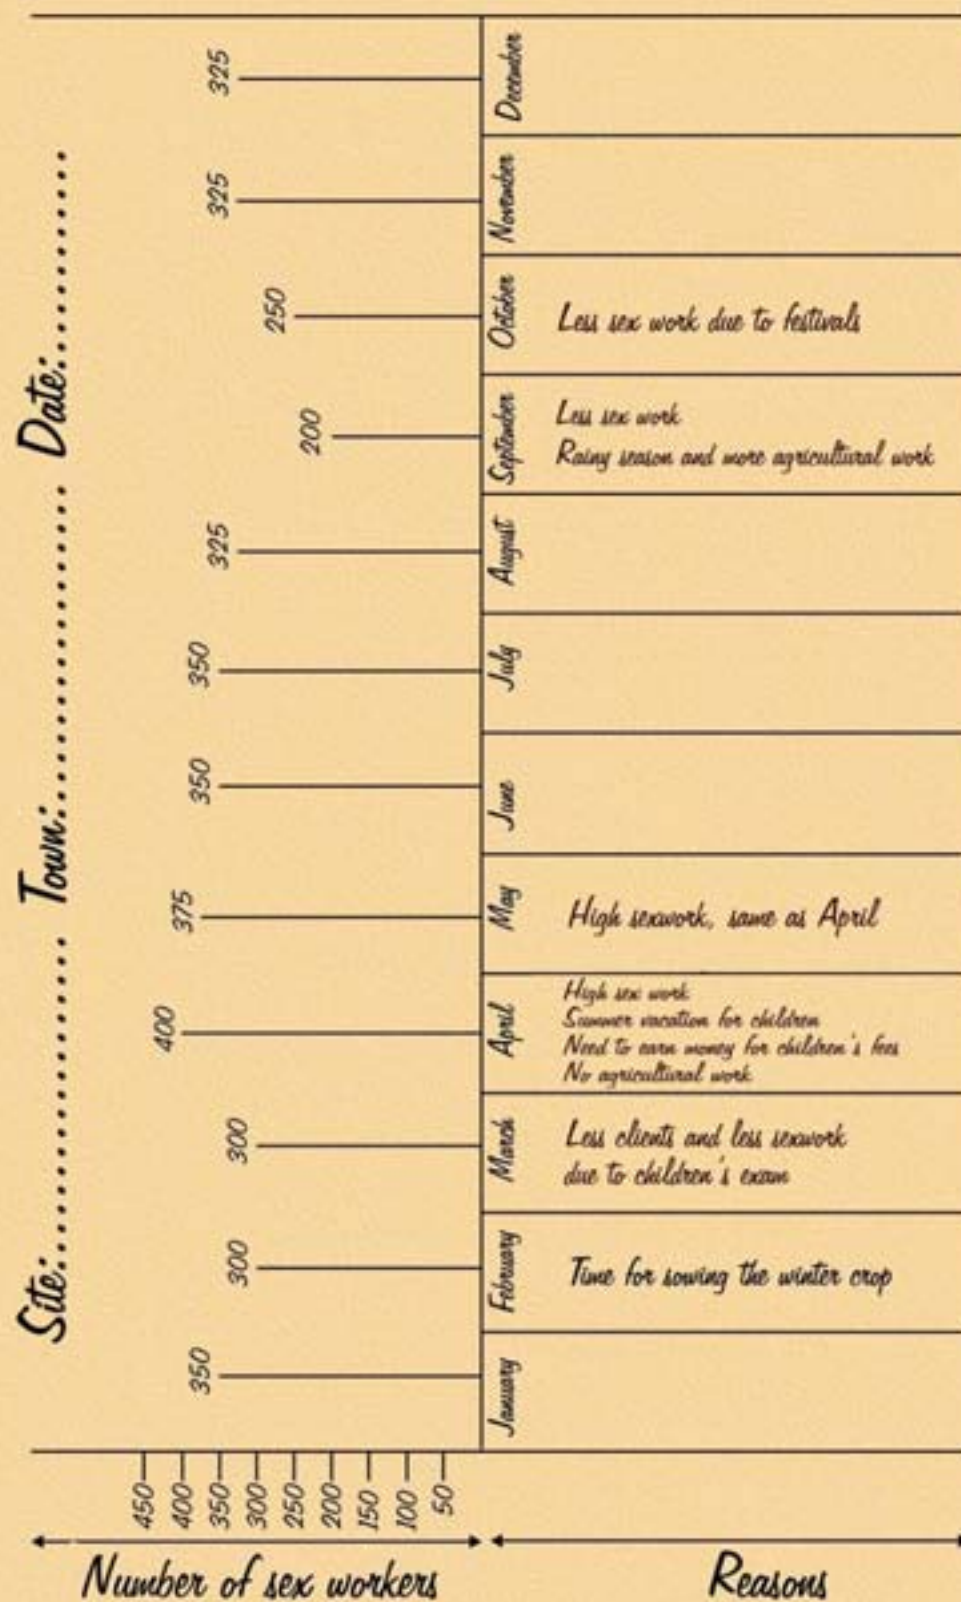 Site:........................ Town:........................ Date:........................
450
400
350
300
250
200
150
100
50
Number of sex workers
350
300
300
400
375
350
350
325
200
250
325
325
January
February
March
April
May
June
July
August
September
October
November
December
Reasons
Time for sowing the winter crop
Less clients and less sexwork
due to children's exam
High sex work
Summer vacation for children
Need to earn money for children's fees
No agricultural work
High sexwork, same as April
Less sex work
Rainy season and more agricultural work
Less sex work due to festivals